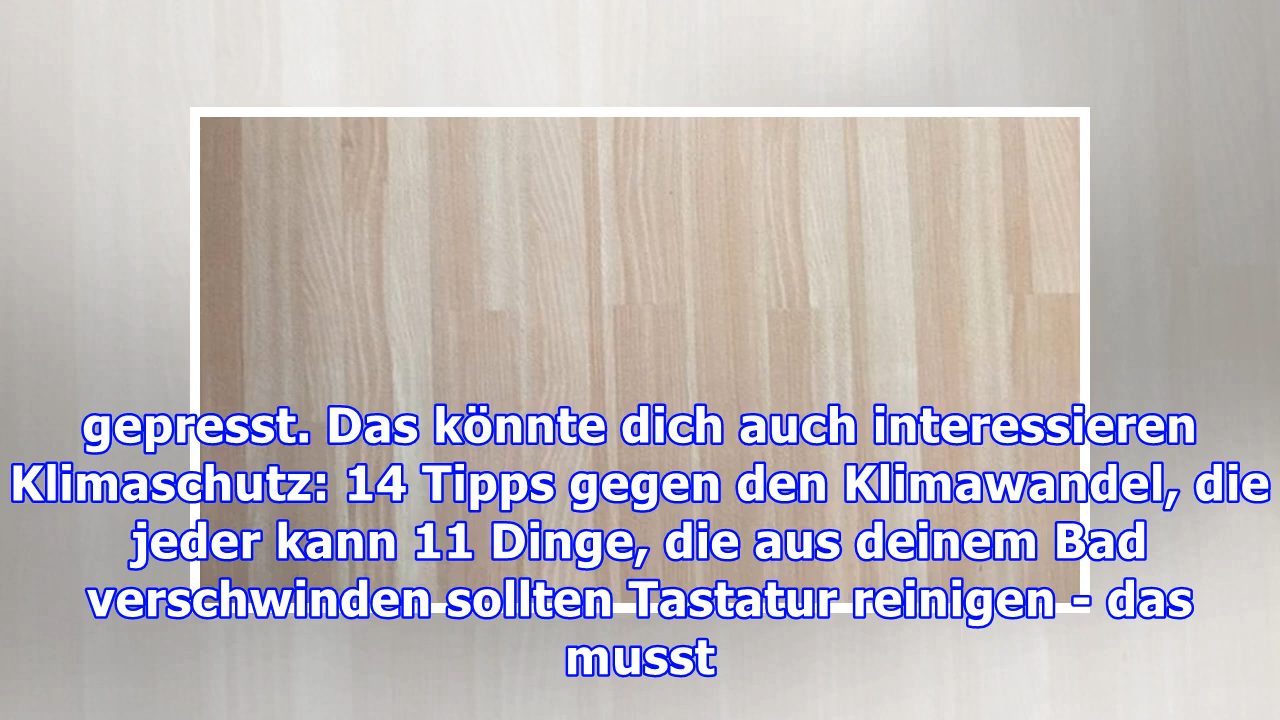 gepresst. Das könnte dich auch interessieren
Klimaschutz: 14 Tipps gegen den Klimawandel, die
jeder kann 11 Dinge, die aus deinem Bad
verschwinden sollten Tastatur reinigen - das
musst